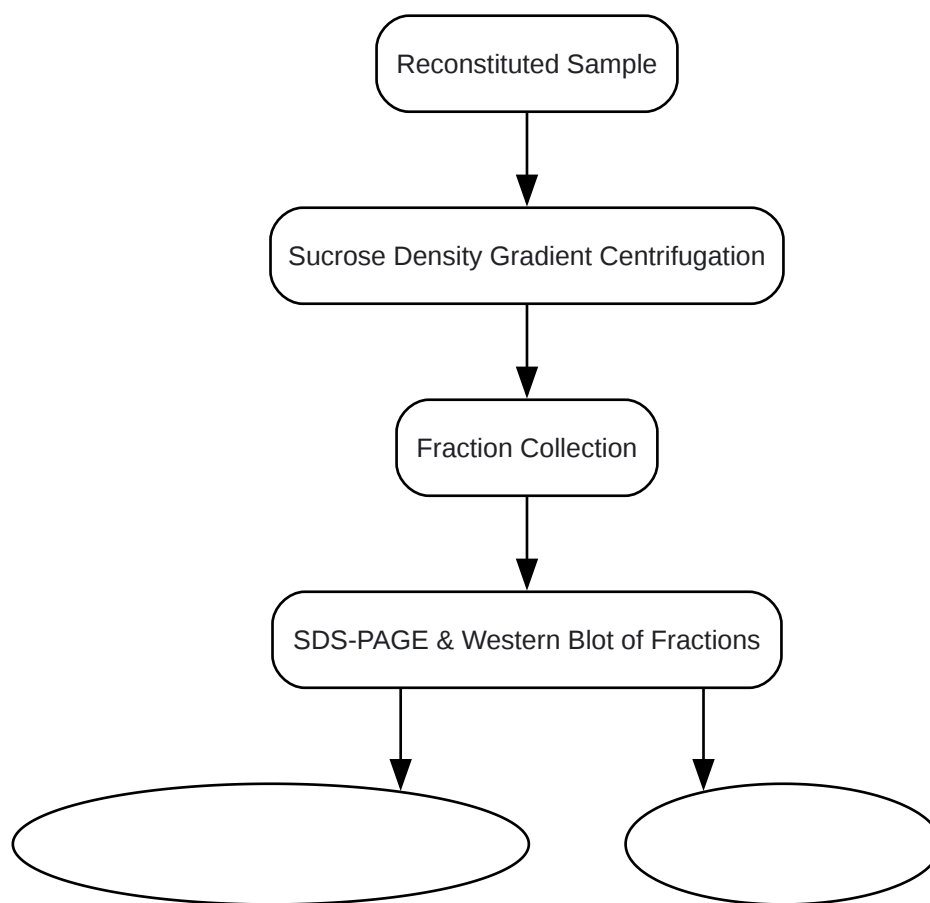 Reconstituted Sample
Sucrose Density Gradient Centrifugation
Fraction Collection
SDS-PAGE & Western Blot of Fractions